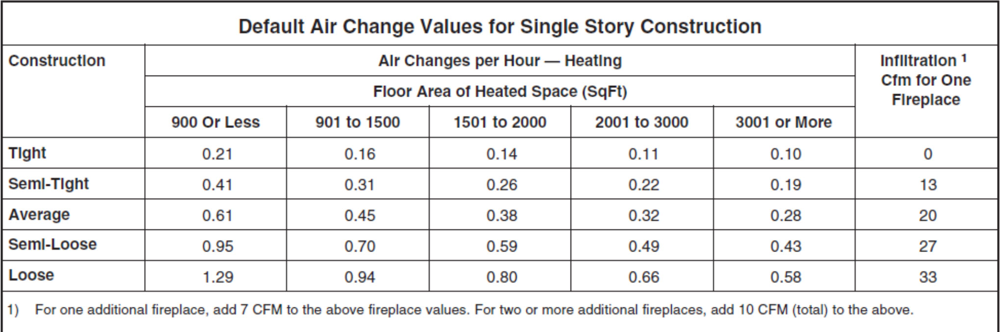 Default Air Change Values for Single Story Construction
Construction
Air Changes per Hour — Heating
Infiltration 1
Cfm for One
Fireplace
Floor Area of Heated Space (SqFt)
900 Or Less 901 to 1500 1501 to 2000 2001 to 3000 3001 or More
Tight 0.21 0.16 0.14 0.11 0.10 0
Semi-Tight 0.41 0.31 0.26 0.22 0.19 13
Average 0.61 0.45 0.38 0.32 0.28 20
Semi-Loose 0.95 0.70 0.59 0.49 0.43 27
Loose 1.29 0.94 0.80 0.66 0.58 33
1) For one additional fireplace, add 7 CFM to the above fireplace values. For two or more additional fireplaces, add 10 CFM (total) to the above.